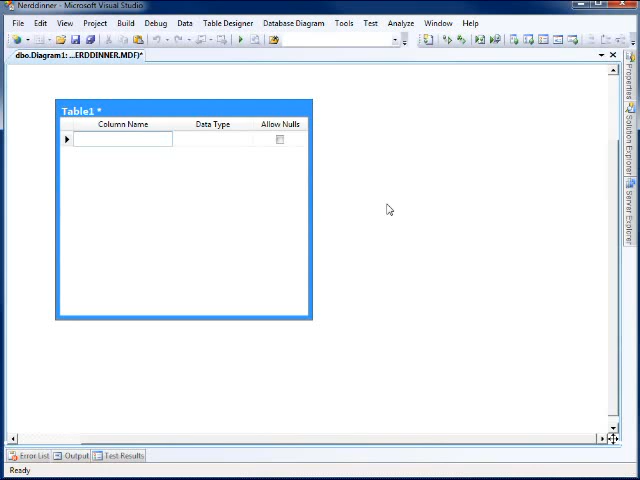 Nerddinner - Microsoft Visual Studio
File Edit View Project Build Debug Data Table Designer Database Diagram Tools Test Analyze Window Help
dbo.Diagram1: ...ERDDINNER.MDF)*
Table1 *
Column Name Data Type Allow Nulls
Properties
Solution Explorer
Server Explorer
Error List Output Test Results
Ready